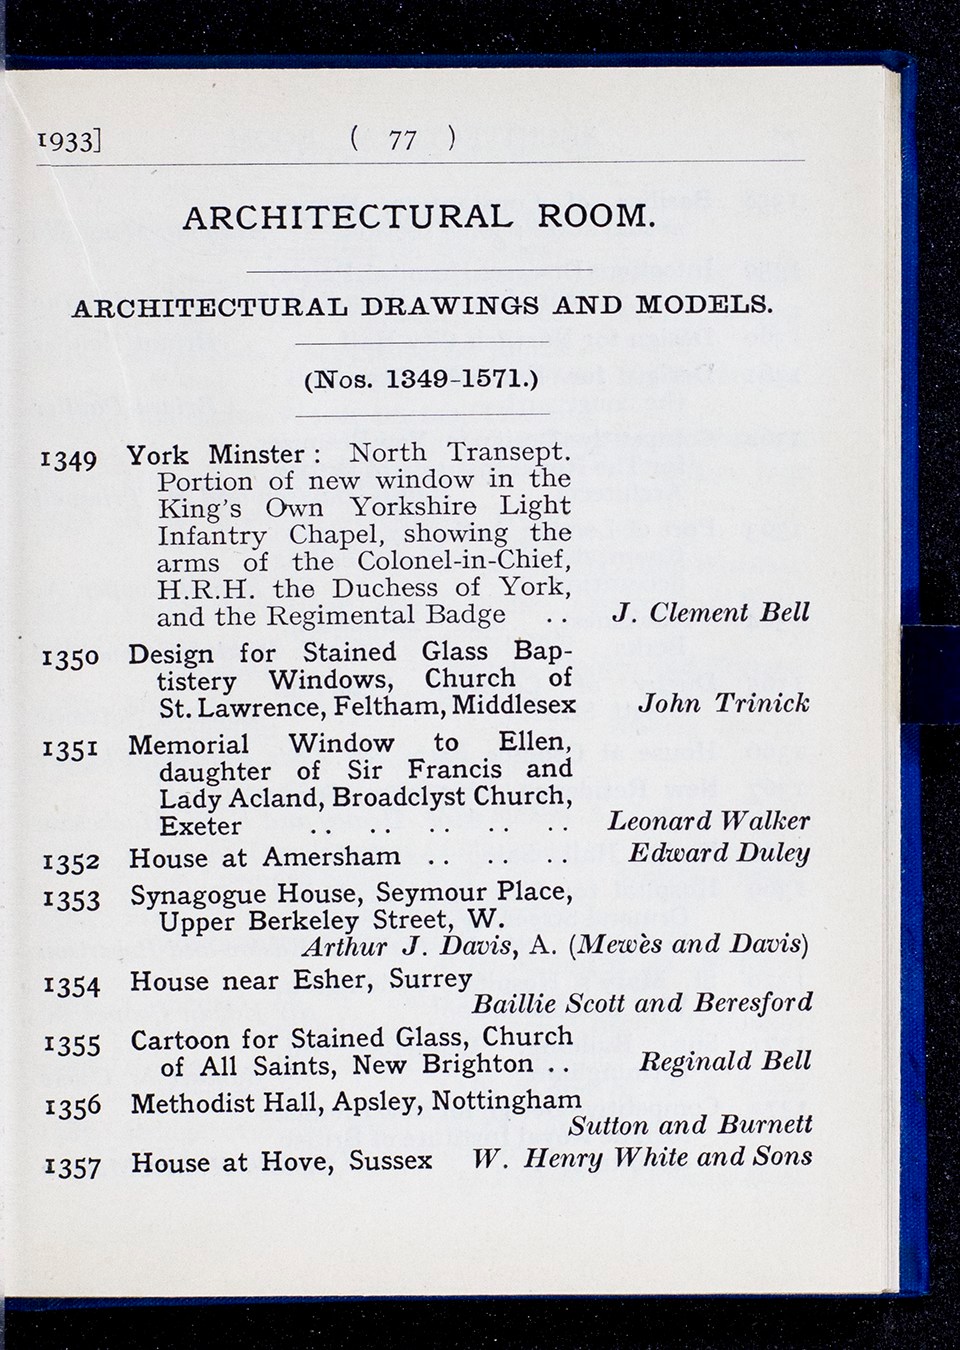 1933] ( 77 )
ARCHITECTURAL ROOM.
ARCHITECTURAL DRAWINGS AND MODELS.
(Nos. 1349-1571.)
1349 York Minster : North Transept.
Portion of new window in the
King's Own Yorkshire Light
Infantry Chapel, showing the
arms of the Colonel-in-Chief,
H.R.H. the Duchess of York,
and the Regimental Badge .. J. Clement Bell
1350 Design for Stained Glass Bap-
tistery Windows, Church of
St. Lawrence, Feltham, Middlesex John Trinick
1351 Memorial Window to Ellen,
daughter of Sir Francis and
Lady Acland, Broadclyst Church,
Exeter .. .. .. .. .. Leonard Walker
1352 House at Amersham .. .. .. Edward Duley
1353 Synagogue House, Seymour Place,
Upper Berkeley Street, W.
Arthur J. Davis, A. (Mewès and Davis)
1354 House near Esher, Surrey
Baillie Scott and Beresford
1355 Cartoon for Stained Glass, Church
of All Saints, New Brighton .. Reginald Bell
1356 Methodist Hall, Apsley, Nottingham
Sutton and Burnett
1357 House at Hove, Sussex W. Henry White and Sons